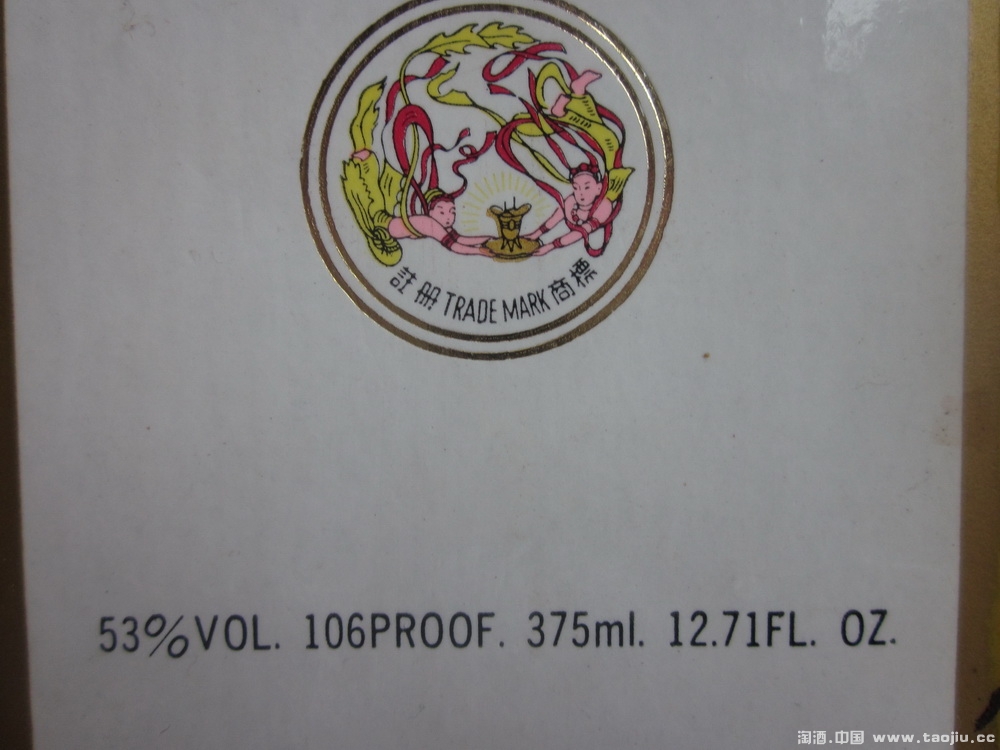 註册 TRADE MARK 商標
53%VOL. 106PROOF. 375ml. 12.71FL. OZ.
淘酒.中国 www.taojiu.cc